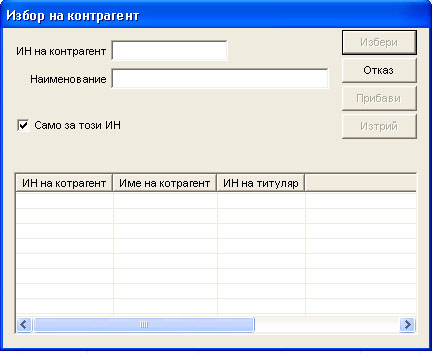 Избор на контрагент
ИН на контрагент
Избери
Наименование
Отказ
Прибави
Само за този ИН
Изтрий
ИН на котрагент Име на котрагент ИН на титуляр